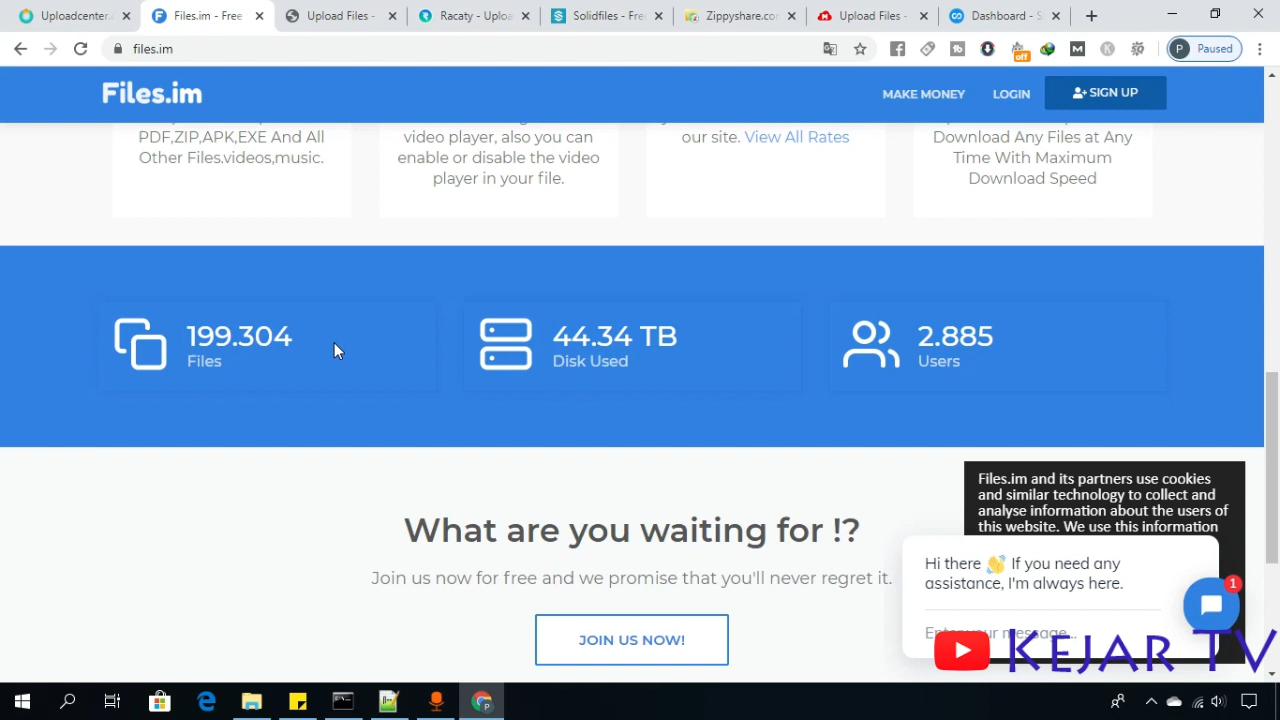 Uploadcenter.
Files.im - Free
Upload Files -
Racaty - Uploa
Solidfiles - Fre
Zippyshare.co
Upload Files -
Dashboard - S
files.im
off
P Paused
Files.im
MAKE MONEY
LOGIN
SIGN UP
PDF,ZIP,APK,EXE And All
Other Files.videos,music.
video player, also you can
enable or disable the video
player in your file.
our site. View All Rates
Download Any Files at Any
Time With Maximum
Download Speed
199.304
Files
44.34 TB
Disk Used
2.885
Users
What are you waiting for !?
Join us now for free and we promise that you'll never regret it.
JOIN US NOW!
Files.im and its partners use cookies
and similar technology to collect and
analyse information about the users of
this website. We use this information
Hi there 👋 If you need any
assistance, I'm always here.
1
Enter your message...
KEJAR TV